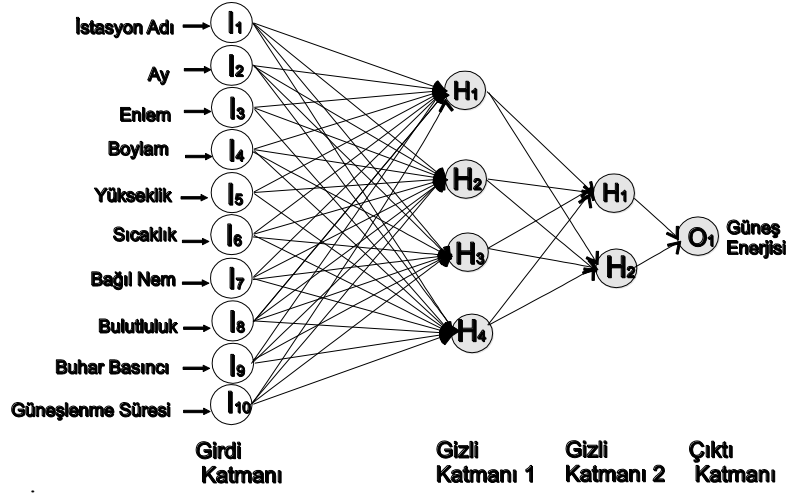 İstasyon Adı
I1
Ay
I2
Enlem
I3
Boylam
I4
Yükseklik
I5
Sıcaklık
I6
Bağıl Nem
I7
Bulutluluk
I8
Buhar Basıncı
I9
Güneşlenme Süresi
I10
H1
H2
H3
H4
H1
H2
O1
Güneş
Enerjisi
Girdi
Katmanı
Gizli
Katmanı 1
Gizli
Katmanı 2
Çıktı
Katmanı